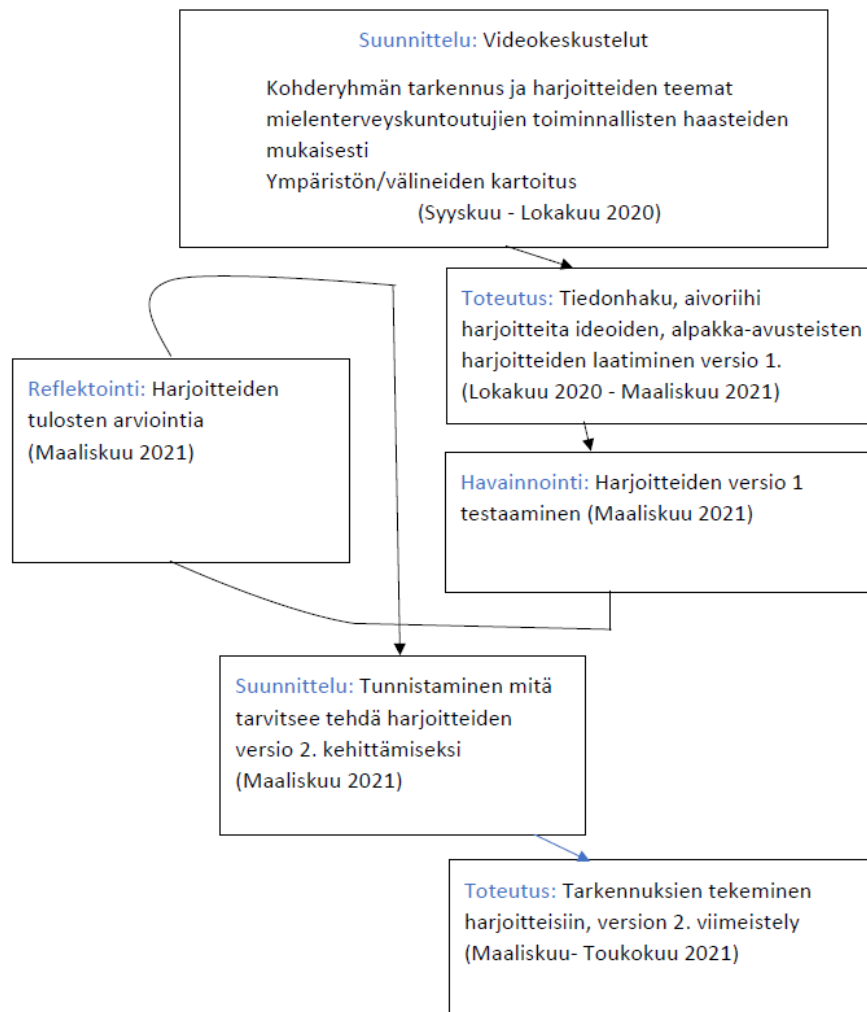 Suunnittelu: Videokeskustelut
Kohderyhmän tarkennus ja harjoitteiden teemat
mielenterveyskuntoutujien toiminnallisten haasteiden
mukaisesti
Ympäristön/välineiden kartoitus
(Syyskuu - Lokakuu 2020)
Toteutus: Tiedonhaku, aivoriihi
harjoitteita ideoiden, alpakka-avusteisten
harjoitteiden laatiminen versio 1.
(Lokakuu 2020 - Maaliskuu 2021)
Havainnointi: Harjoitteiden versio 1
testaaminen (Maaliskuu 2021)
Reflektointi: Harjoitteiden
tulosten arviointia
(Maaliskuu 2021)
Suunnittelu: Tunnistaminen mitä
tarvitsee tehdä harjoitteiden
versio 2. kehittämiseksi
(Maaliskuu 2021)
Toteutus: Tarkennuksien tekeminen
harjoitteisiin, version 2. viimeistely
(Maaliskuu- Toukokuu 2021)